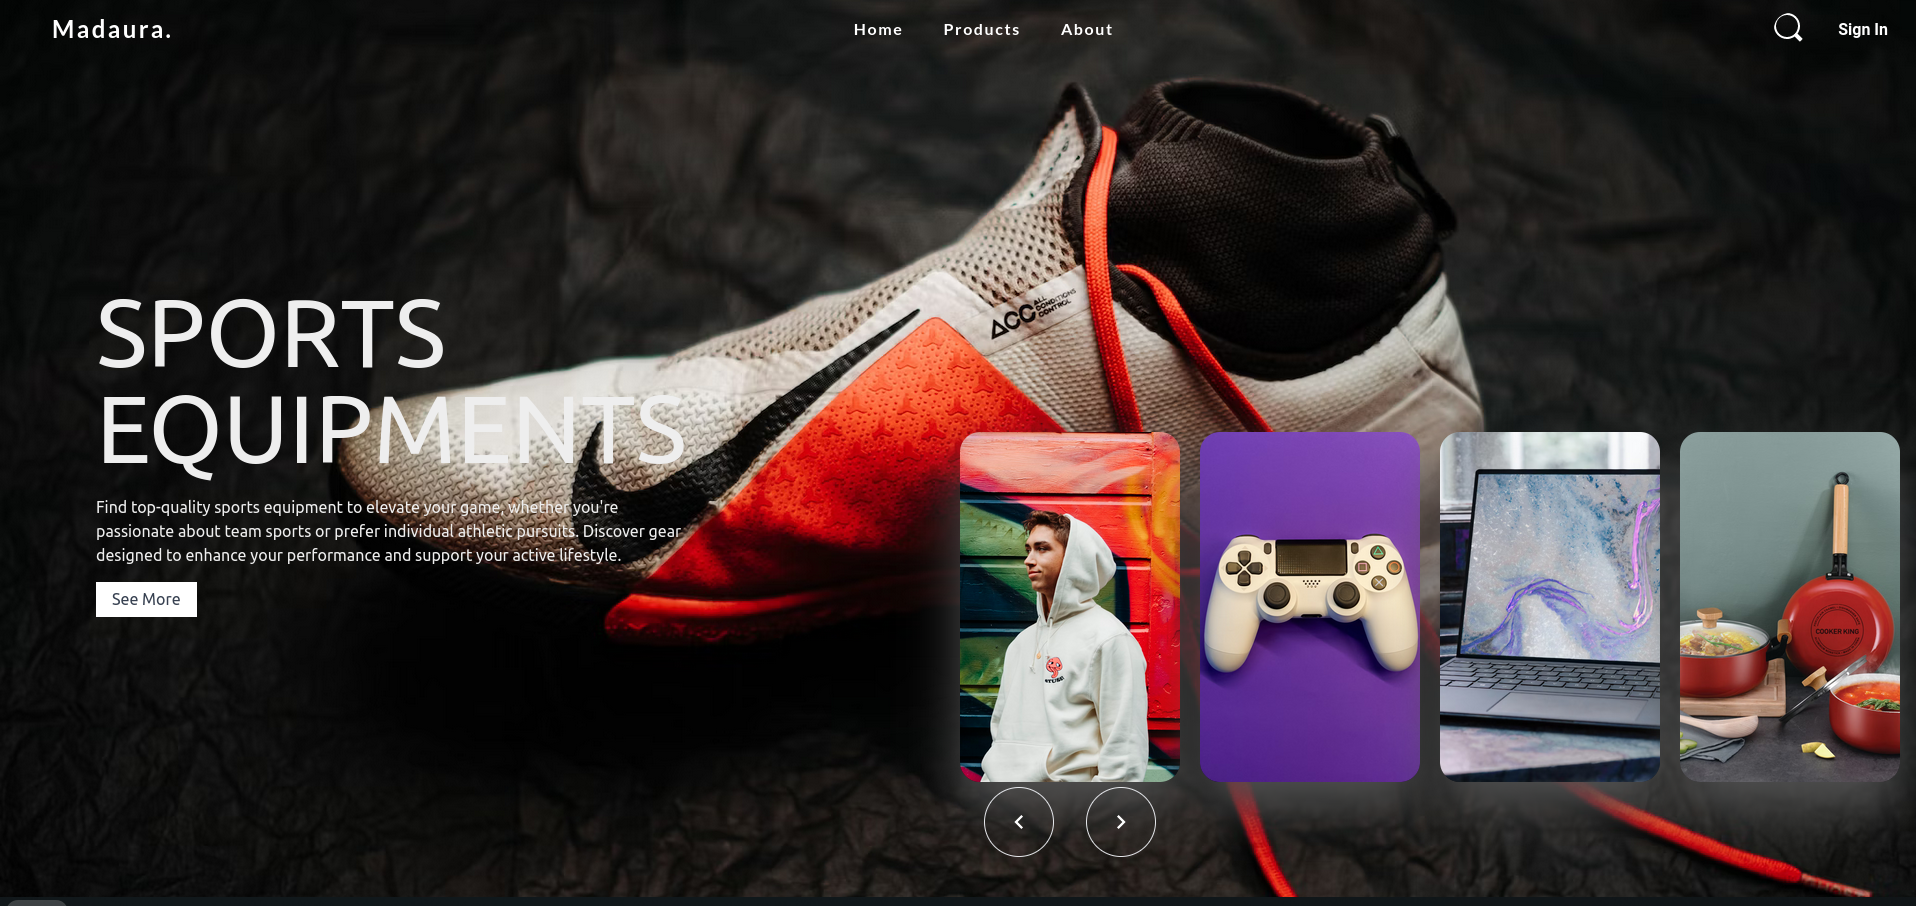 Madaura.
Home
Products
About
Sign In
ACC ALL CONDITIONS CONTROL
SPORTS
EQUIPMENTS
Find top-quality sports equipment to elevate your game, whether you're
passionate about team sports or prefer individual athletic pursuits. Discover gear
designed to enhance your performance and support your active lifestyle.
See More
COOKER KING